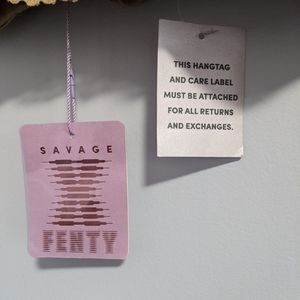 SAVAGE
X
FENTY
THIS HANGTAG
AND CARE LABEL
MUST BE ATTACHED
FOR ALL RETURNS
AND EXCHANGES.